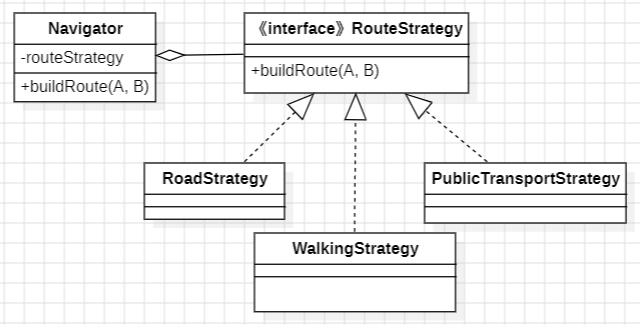 Navigator
-routeStrategy
+buildRoute(A, B)
《interface》RouteStrategy
+buildRoute(A, B)
RoadStrategy
PublicTransportStrategy
WalkingStrategy